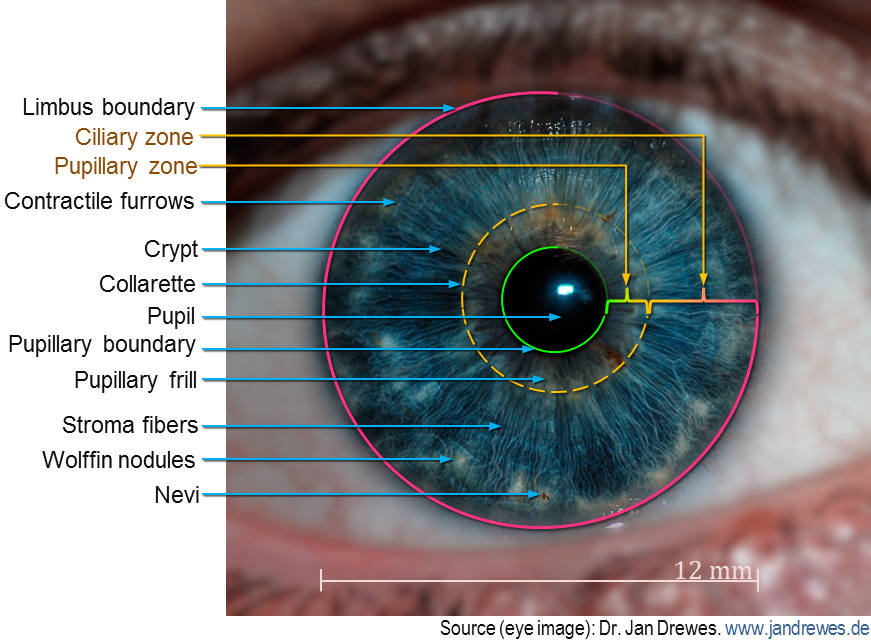 Limbus boundary
Ciliary zone
Pupillary zone
Contractile furrows
Crypt
Collarette
Pupil
Pupillary boundary
Pupillary frill
Stroma fibers
Wolffin nodules
Nevi
12 mm
Source (eye image): Dr. Jan Drewes. www.jandrewes.de